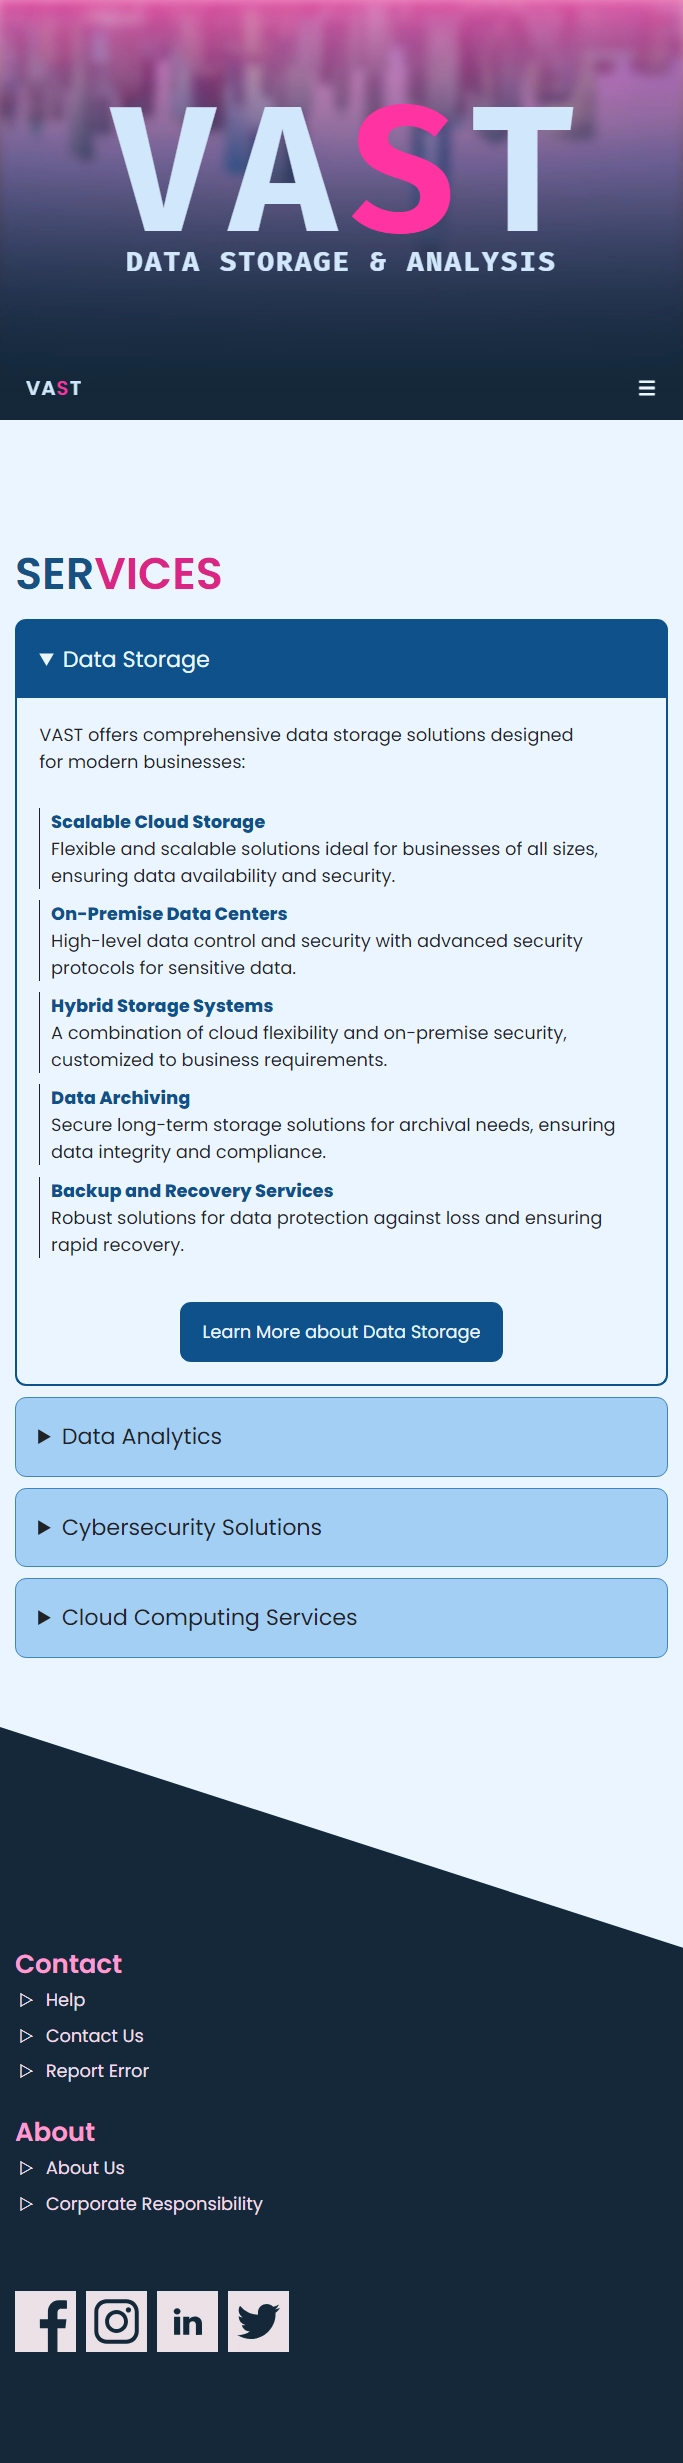 VAST
DATA STORAGE & ANALYSIS
VAST
SERVICES
Data Storage
VAST offers comprehensive data storage solutions designed
for modern businesses:
Scalable Cloud Storage
Flexible and scalable solutions ideal for businesses of all sizes,
ensuring data availability and security.
On-Premise Data Centers
High-level data control and security with advanced security
protocols for sensitive data.
Hybrid Storage Systems
A combination of cloud flexibility and on-premise security,
customized to business requirements.
Data Archiving
Secure long-term storage solutions for archival needs, ensuring
data integrity and compliance.
Backup and Recovery Services
Robust solutions for data protection against loss and ensuring
rapid recovery.
Learn More about Data Storage
Data Analytics
Cybersecurity Solutions
Cloud Computing Services
Contact
Help
Contact Us
Report Error
About
About Us
Corporate Responsibility